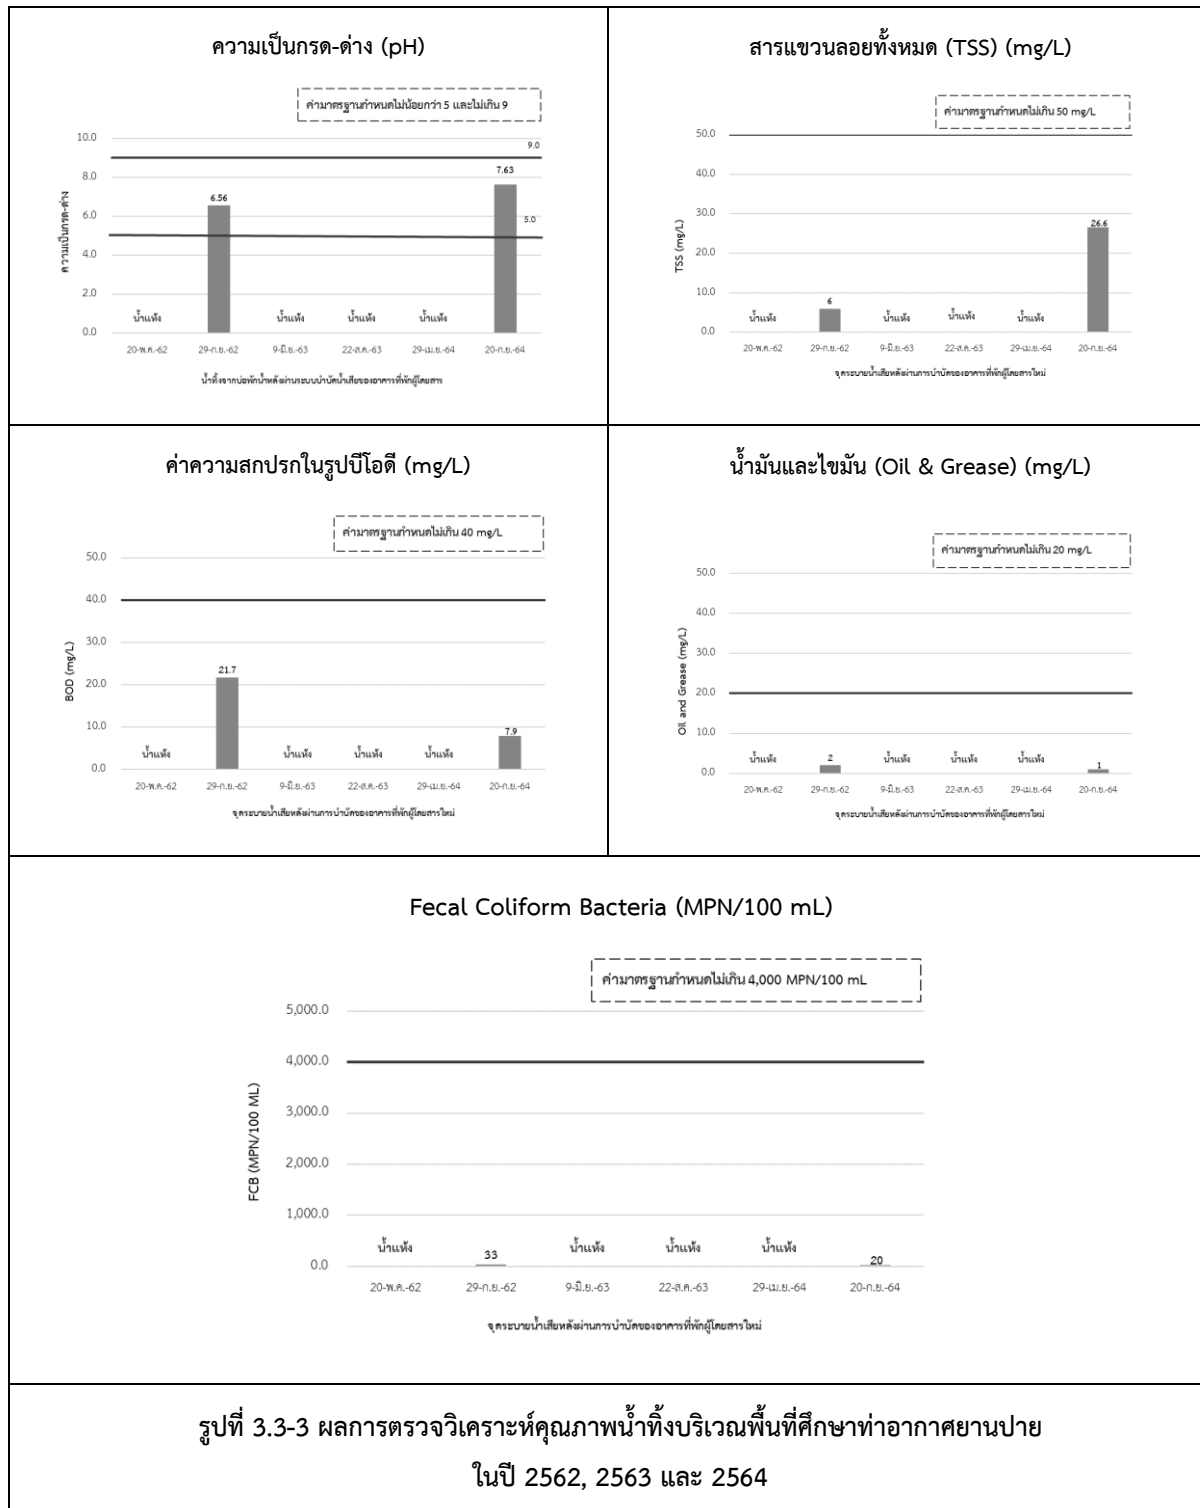 ความเป็นกรด-ด่าง (pH)
ค่ามาตรฐานกำหนดไม่น้อยกว่า 5 และไม่เกิน 9
ความเป็นกรด-ด่าง
10.0
9.0
8.0
7.63
6.56
6.0
5.0
4.0
2.0
น้ำแห้ง น้ำแห้ง น้ำแห้ง น้ำแห้ง
0.0
20-พ.ค.-62 29-ก.ย.-62 9-มิ.ย.-63 22-ส.ค.-63 29-เม.ย.-64 20-ก.ย.-64
น้ำทิ้งจากบ่อพักน้ำหลังผ่านระบบบำบัดน้ำเสียของอาคารที่พักผู้โดยสาร
สารแขวนลอยทั้งหมด (TSS) (mg/L)
ค่ามาตรฐานกำหนดไม่เกิน 50 mg/L
TSS (mg/L)
50.0
40.0
30.0
26.6
20.0
10.0
6
น้ำแห้ง น้ำแห้ง น้ำแห้ง น้ำแห้ง
0.0
20-พ.ค.-62 29-ก.ย.-62 9-มิ.ย.-63 22-ส.ค.-63 29-เม.ย.-64 20-ก.ย.-64
จุดระบายน้ำเสียหลังผ่านการบำบัดของอาคารที่พักผู้โดยสารใหม่
ค่าความสกปรกในรูปบีโอดี (mg/L)
ค่ามาตรฐานกำหนดไม่เกิน 40 mg/L
BOD (mg/L)
50.0
40.0
30.0
21.7
20.0
10.0
7.9
น้ำแห้ง น้ำแห้ง น้ำแห้ง น้ำแห้ง
0.0
20-พ.ค.-62 29-ก.ย.-62 9-มิ.ย.-63 22-ส.ค.-63 29-เม.ย.-64 20-ก.ย.-64
จุดระบายน้ำเสียหลังผ่านการบำบัดของอาคารที่พักผู้โดยสารใหม่
น้ำมันและไขมัน (Oil & Grease) (mg/L)
ค่ามาตรฐานกำหนดไม่เกิน 20 mg/L
Oil and Grease (mg/L)
50.0
40.0
30.0
20.0
10.0
น้ำแห้ง 2 น้ำแห้ง น้ำแห้ง น้ำแห้ง 1
0.0
20-พ.ค.-62 29-ก.ย.-62 9-มิ.ย.-63 22-ส.ค.-63 29-เม.ย.-64 20-ก.ย.-64
จุดระบายน้ำเสียหลังผ่านการบำบัดของอาคารที่พักผู้โดยสารใหม่
Fecal Coliform Bacteria (MPN/100 mL)
ค่ามาตรฐานกำหนดไม่เกิน 4,000 MPN/100 mL
FCB (MPN/100 ML)
5,000.0
4,000.0
3,000.0
2,000.0
1,000.0
น้ำแห้ง 33 น้ำแห้ง น้ำแห้ง น้ำแห้ง 20
0.0
20-พ.ค.-62 29-ก.ย.-62 9-มิ.ย.-63 22-ส.ค.-63 29-เม.ย.-64 20-ก.ย.-64
จุดระบายน้ำเสียหลังผ่านการบำบัดของอาคารที่พักผู้โดยสารใหม่
รูปที่ 3.3-3 ผลการตรวจวิเคราะห์คุณภาพน้ำทิ้งบริเวณพื้นที่ศึกษาท่าอากาศยานปาย
ในปี 2562, 2563 และ 2564